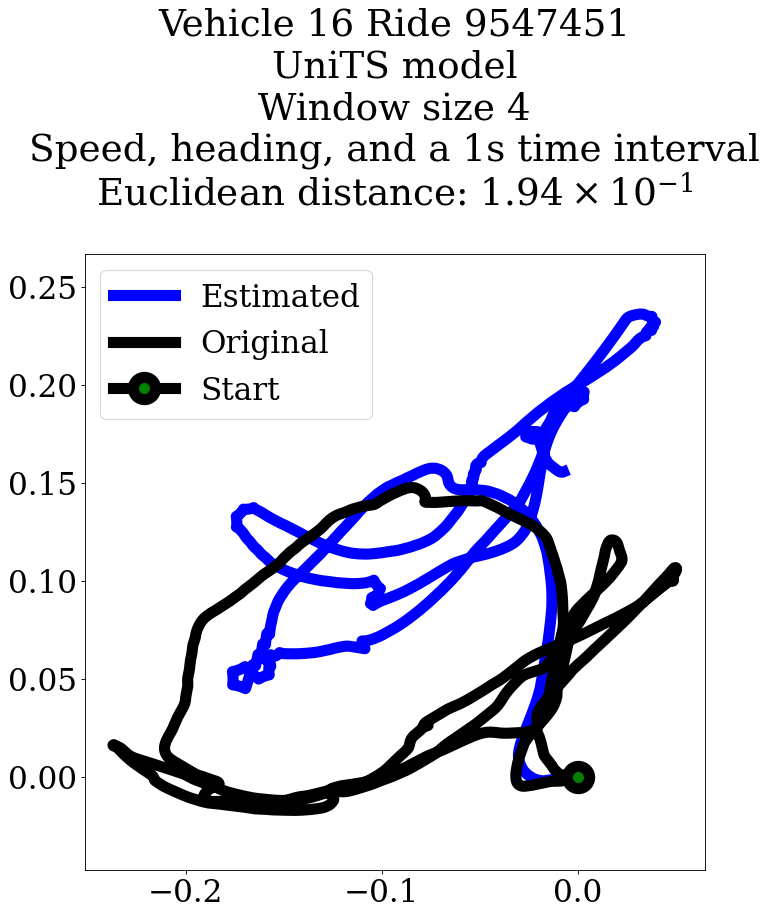 Vehicle 16 Ride 9547451
UniTS model
Window size 4
Speed, heading, and a 1s time interval
Euclidean distance: 1.94 × 10⁻¹
Estimated
Original
Start
0.25
0.20
0.15
0.10
0.05
0.00
−0.2 −0.1 0.0